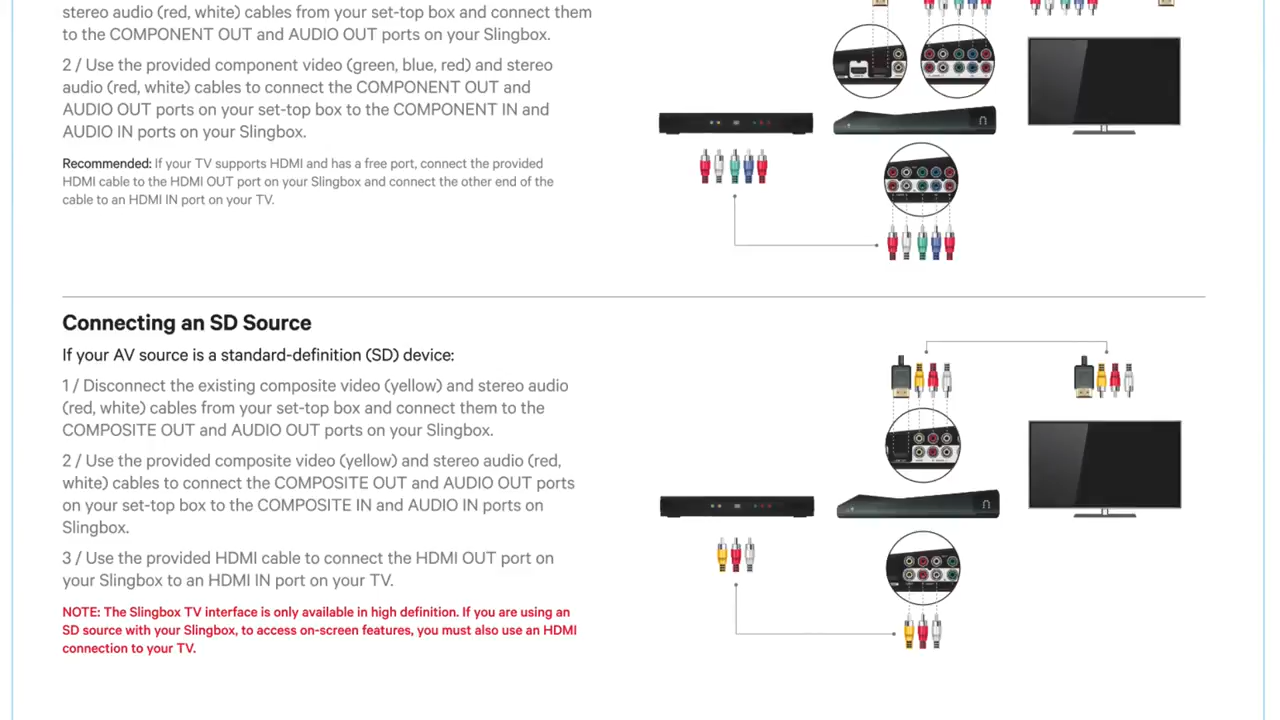 stereo audio (red, white) cables from your set-top box and connect them
to the COMPONENT OUT and AUDIO OUT ports on your Slingbox.
2 / Use the provided component video (green, blue, red) and stereo
audio (red, white) cables to connect the COMPONENT OUT and
AUDIO OUT ports on your set-top box to the COMPONENT IN and
AUDIO IN ports on your Slingbox.
Recommended: If your TV supports HDMI and has a free port, connect the provided
HDMI cable to the HDMI OUT port on your Slingbox and connect the other end of the
cable to an HDMI IN port on your TV.
Connecting an SD Source
If your AV source is a standard-definition (SD) device:
1 / Disconnect the existing composite video (yellow) and stereo audio
(red, white) cables from your set-top box and connect them to the
COMPOSITE OUT and AUDIO OUT ports on your Slingbox.
2 / Use the provided composite video (yellow) and stereo audio (red,
white) cables to connect the COMPOSITE OUT and AUDIO OUT ports
on your set-top box to the COMPOSITE IN and AUDIO IN ports on
Slingbox.
3 / Use the provided HDMI cable to connect the HDMI OUT port on
your Slingbox to an HDMI IN port on your TV.
NOTE: The Slingbox TV interface is only available in high definition. If you are using an
SD source with your Slingbox, to access on-screen features, you must also use an HDMI
connection to your TV.